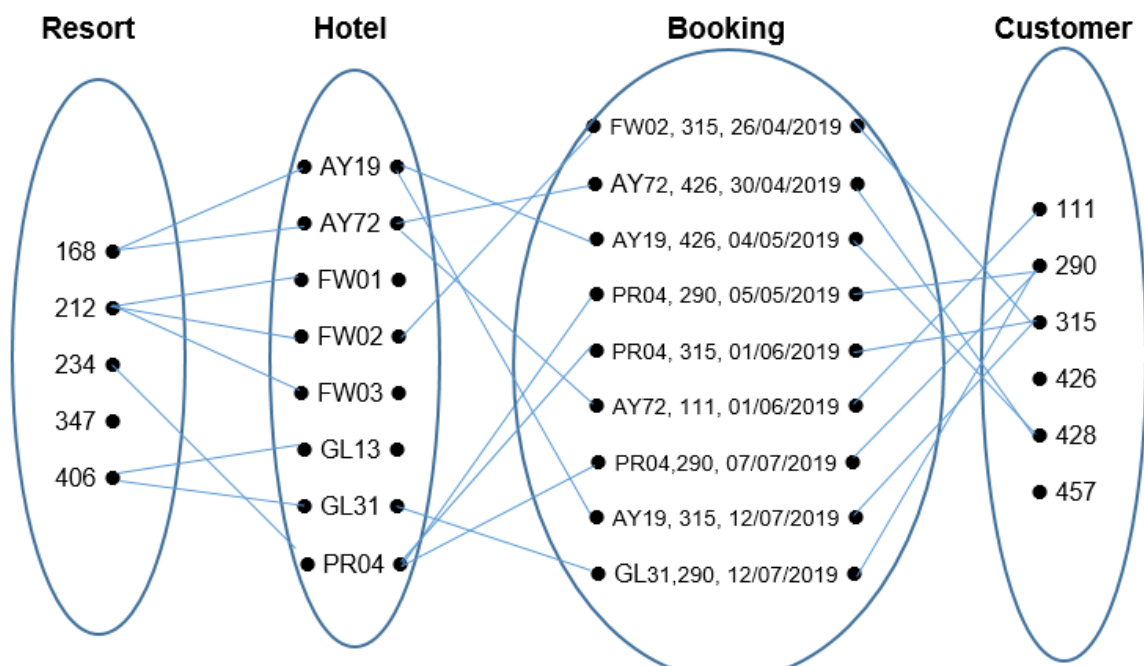 Resort
Hotel
Booking
Customer
168
212
234
347
406
AY19
AY72
FW01
FW02
FW03
GL13
GL31
PR04
FW02, 315, 26/04/2019
AY72, 426, 30/04/2019
AY19, 426, 04/05/2019
PR04, 290, 05/05/2019
PR04, 315, 01/06/2019
AY72, 111, 01/06/2019
PR04,290, 07/07/2019
AY19, 315, 12/07/2019
GL31,290, 12/07/2019
111
290
315
426
428
457